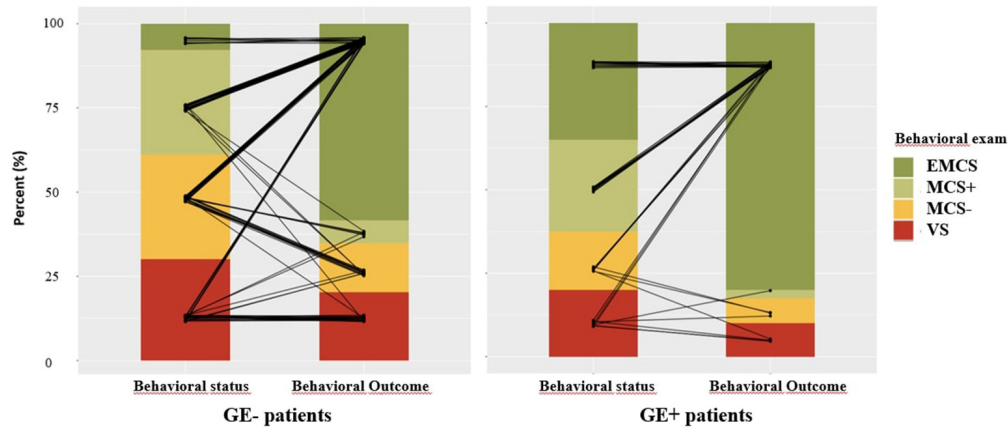 100
75
50
25
0
Percent (%)
Behavioral status
Behavioral Outcome
GE- patients
Behavioral status
Behavioral Outcome
GE+ patients
Behavioral exam
EMCS
MCS+
MCS-
VS